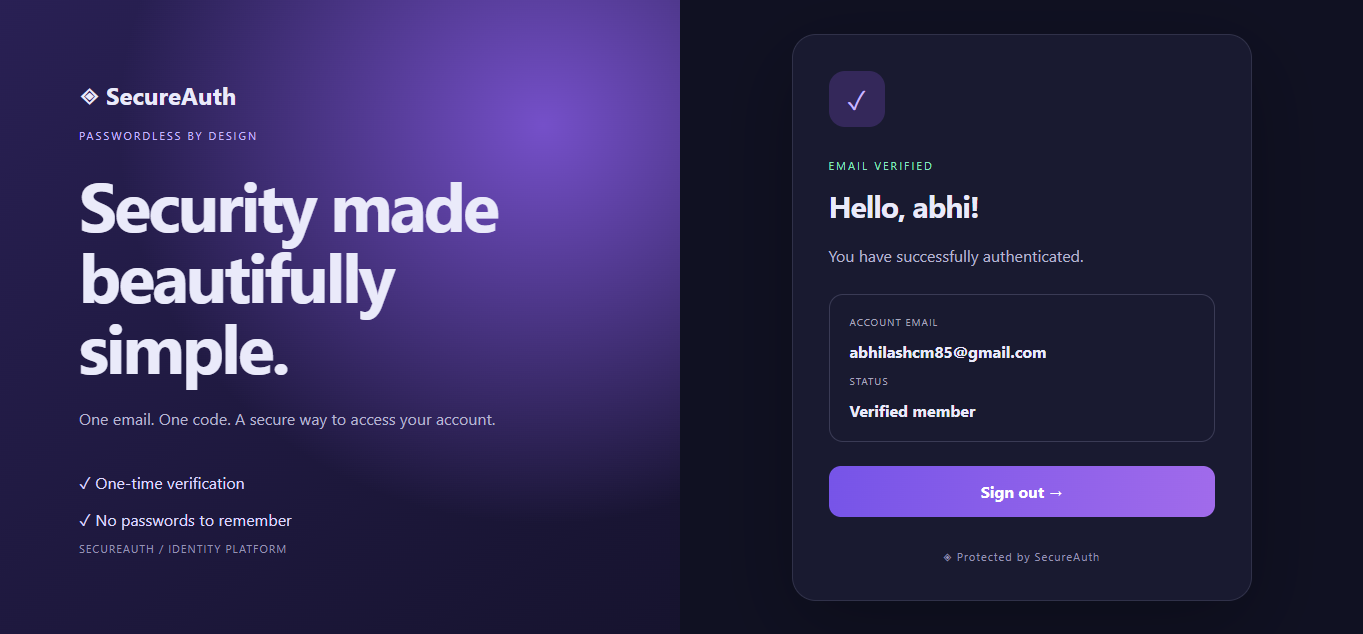 ◈ SecureAuth
PASSWORDLESS BY DESIGN
Security made
beautifully
simple.
One email. One code. A secure way to access your account.
✓ One-time verification
✓ No passwords to remember
SECUREAUTH / IDENTITY PLATFORM
✓
EMAIL VERIFIED
Hello, abhi!
You have successfully authenticated.
ACCOUNT EMAIL
abhilashcm85@gmail.com
STATUS
Verified member
Sign out →
◈ Protected by SecureAuth